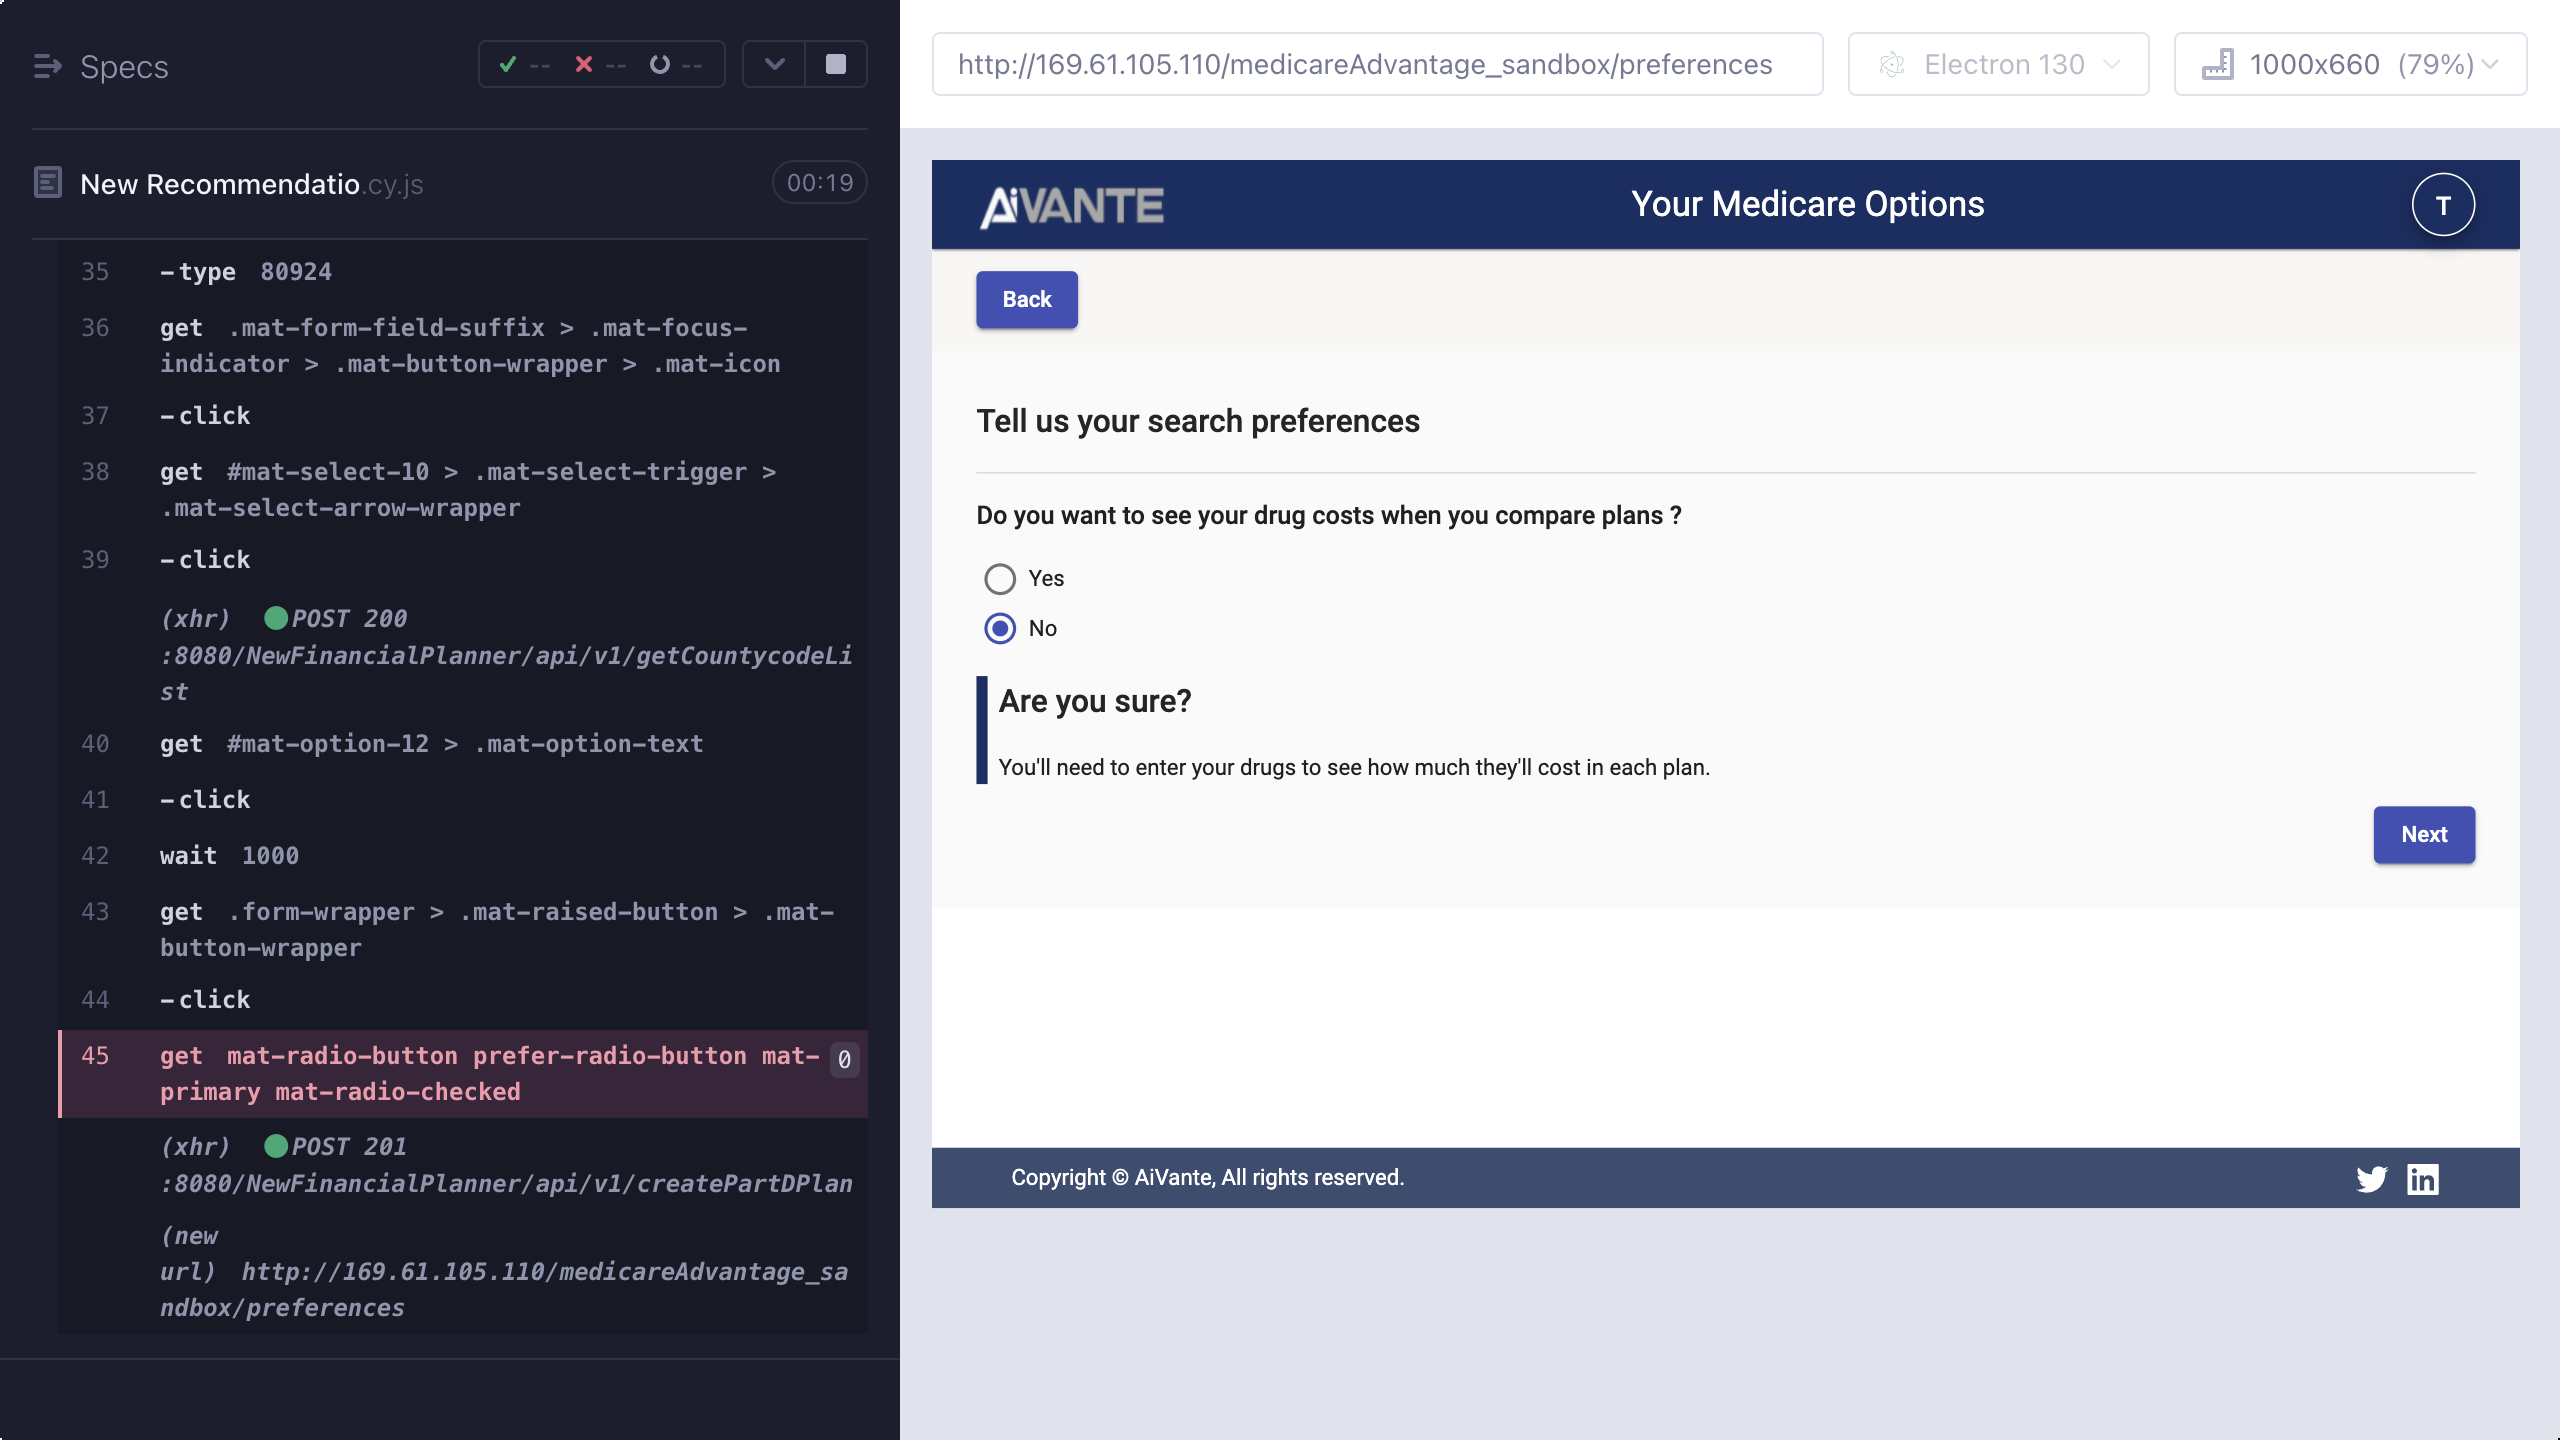 Specs
-- -- --
New Recommendatio.cy.js
00:19
35 -type 80924
36 get .mat-form-field-suffix > .mat-focus-
indicator > .mat-button-wrapper > .mat-icon
37 -click
38 get #mat-select-10 > .mat-select-trigger >
.mat-select-arrow-wrapper
39 -click
(xhr) POST 200
:8080/NewFinancialPlanner/api/v1/getCountycodeLi
st
40 get #mat-option-12 > .mat-option-text
41 -click
42 wait 1000
43 get .form-wrapper > .mat-raised-button > .mat-
button-wrapper
44 -click
45 get mat-radio-button prefer-radio-button mat- 0
primary mat-radio-checked
(xhr) POST 201
:8080/NewFinancialPlanner/api/v1/createPartDPlan
(new
url) http://169.61.105.110/medicareAdvantage_sa
ndbox/preferences
http://169.61.105.110/medicareAdvantage_sandbox/preferences
Electron 130
1000x660 (79%)
AiVANTE
Your Medicare Options
T
Back
Tell us your search preferences
Do you want to see your drug costs when you compare plans ?
Yes
No
Are you sure?
You'll need to enter your drugs to see how much they'll cost in each plan.
Next
Copyright © AiVante, All rights reserved.
in